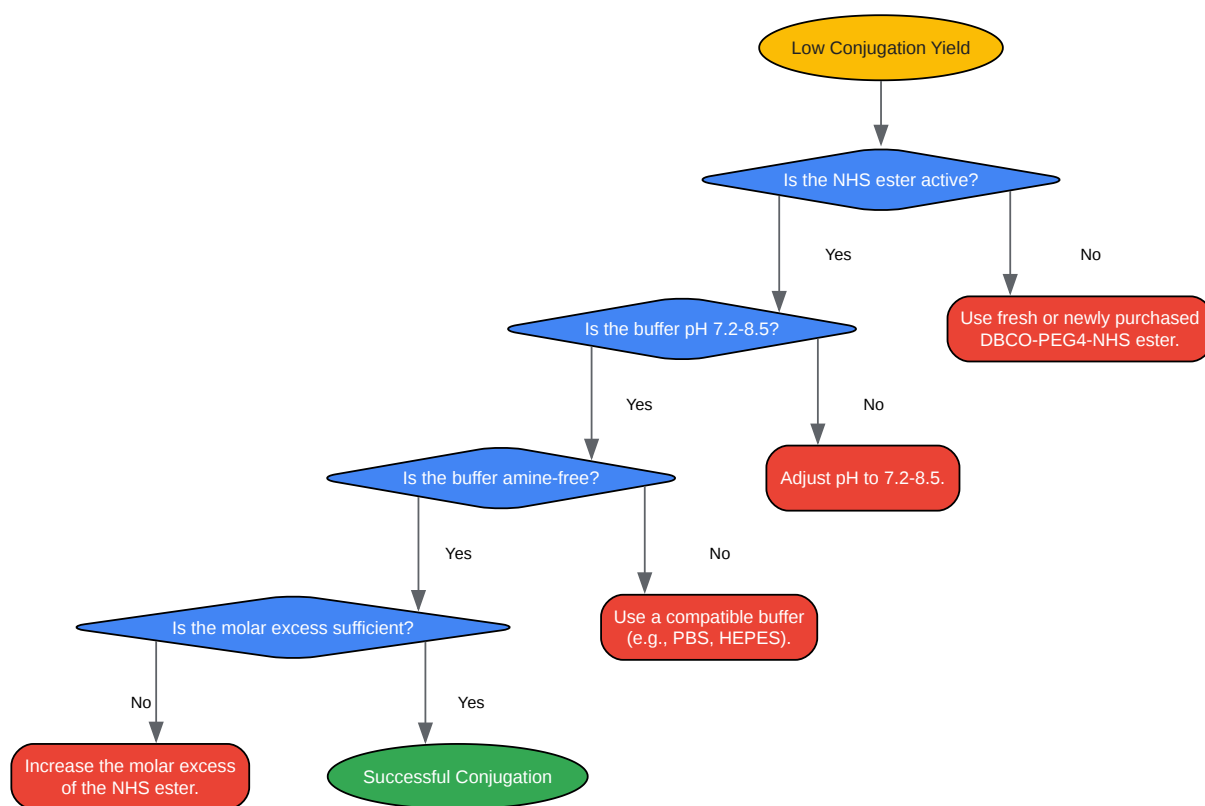 Low Conjugation Yield
Is the NHS ester active?
Yes
No
Is the buffer pH 7.2-8.5?
Use fresh or newly purchased
DBCO-PEG4-NHS ester.
Yes
No
Is the buffer amine-free?
Adjust pH to 7.2-8.5.
Yes
No
Is the molar excess sufficient?
Use a compatible buffer
(e.g., PBS, HEPES).
No
Yes
Increase the molar excess
of the NHS ester.
Successful Conjugation